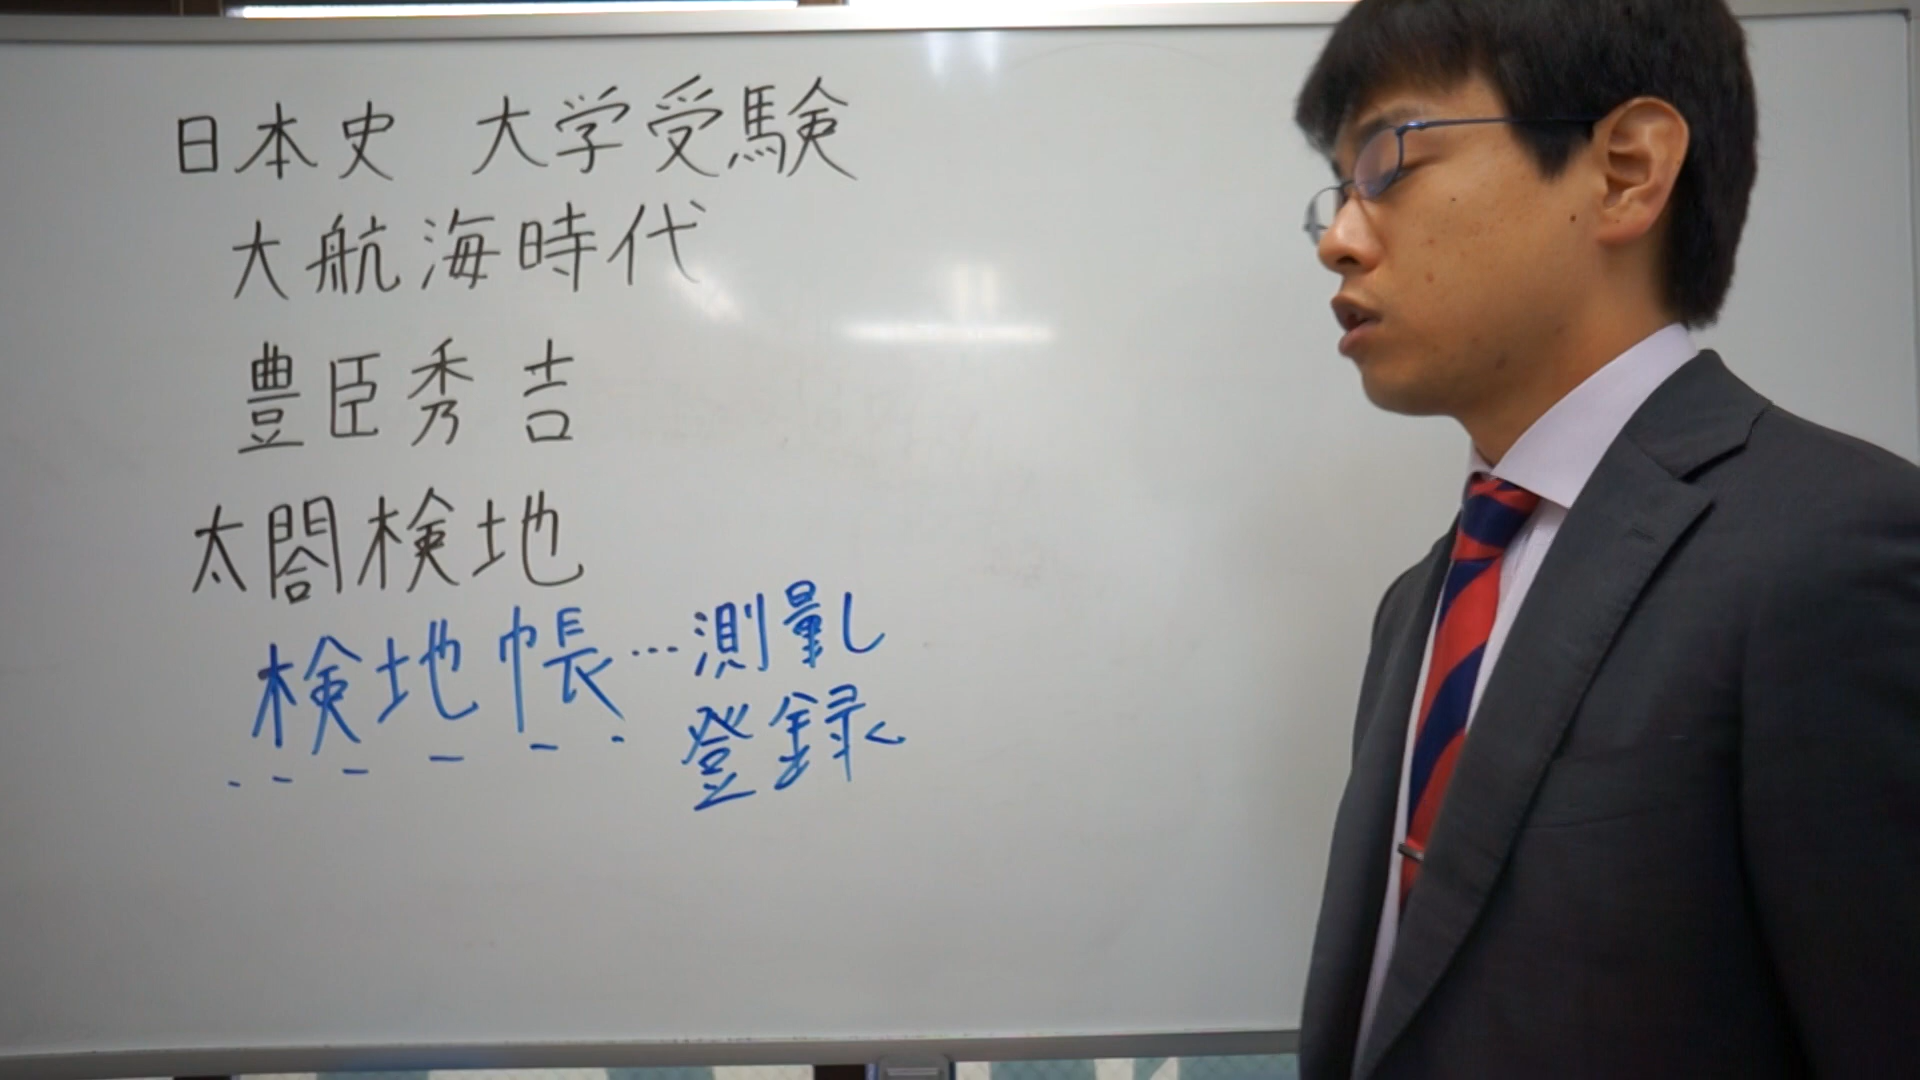 日本史 大学受験
大航海時代
豊臣秀吉
太閤検地
検地帳…測量し
登録く